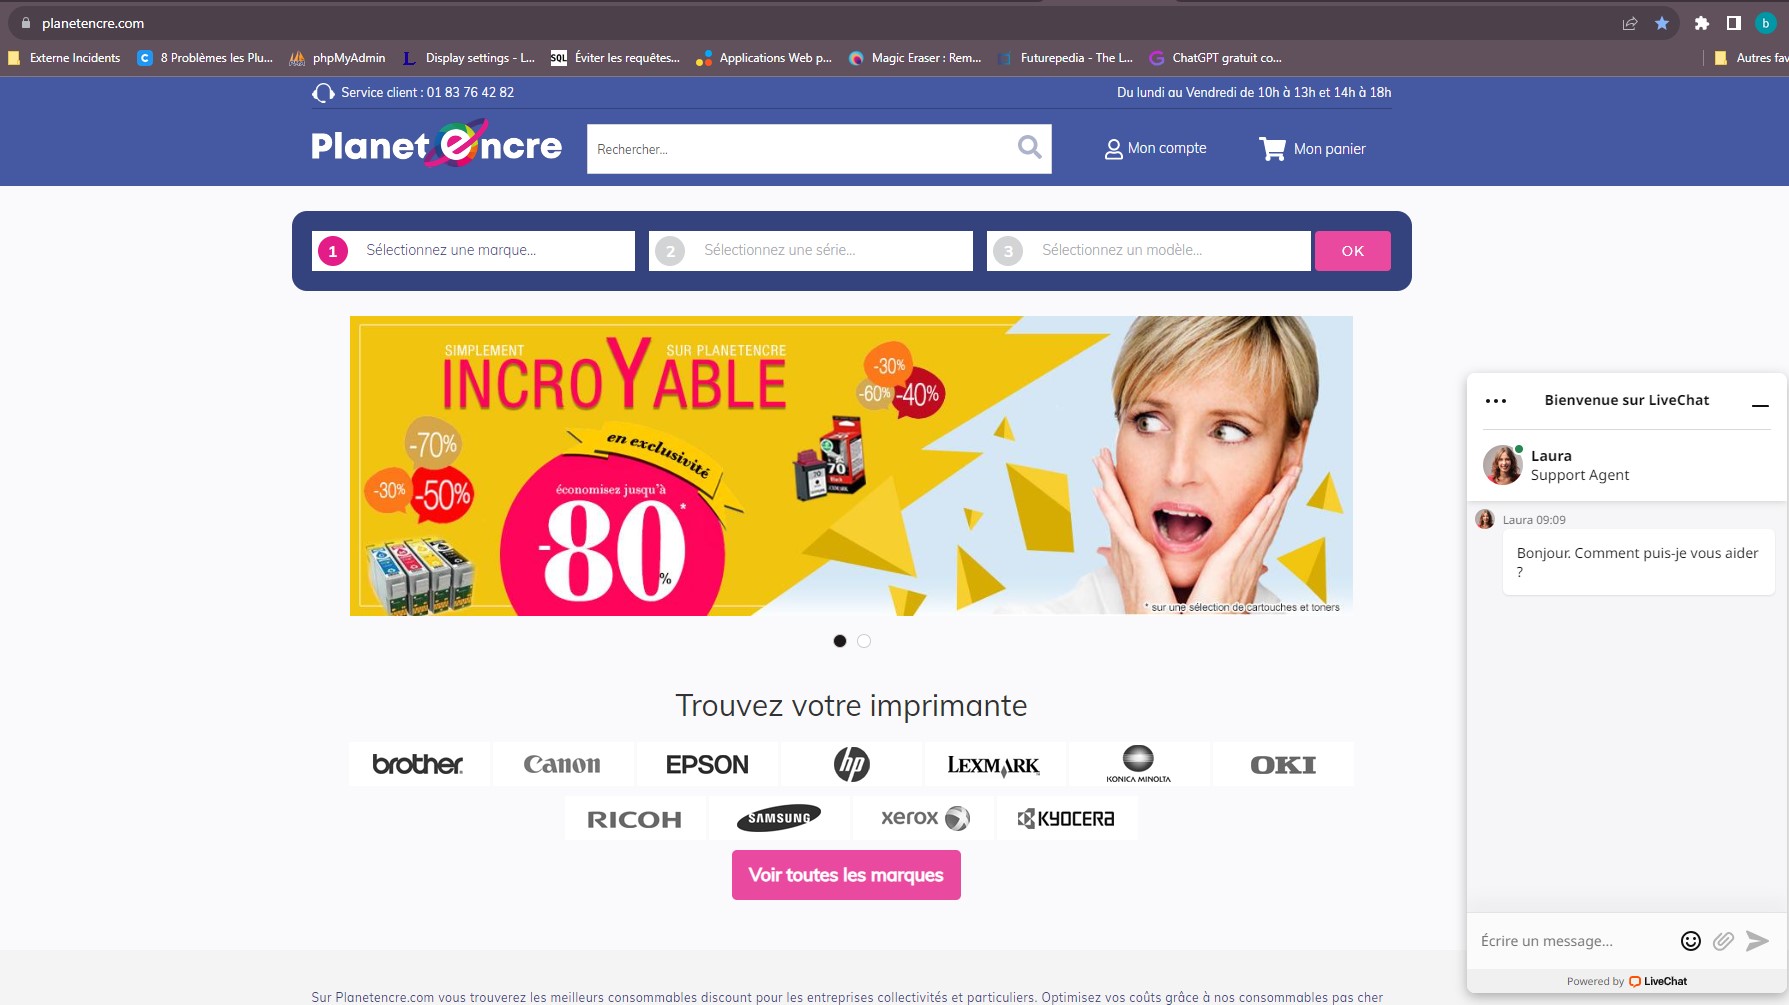 planetencre.com
b
Externe Incidents
8 Problèmes les Plu...
phpMyAdmin
Display settings - L...
SQL
Éviter les requêtes...
Applications Web p...
Magic Eraser : Rem...
Futurepedia - The L...
ChatGPT gratuit co...
Autres fav
Service client : 01 83 76 42 82
Du lundi au Vendredi de 10h à 13h et 14h à 18h
Planet encre
Rechercher...
Mon compte
Mon panier
1 Sélectionnez une marque...
2 Sélectionnez une série...
3 Sélectionnez un modèle...
OK
SIMPLEMENT
SUR PLANETENCRE
INCROYABLE
-30%
-60%
-40%
-70%
-30%
-50%
en exclusivité
économisez jusqu'à
-80%*
70
70
* sur une sélection de cartouches et toners
Trouvez votre imprimante
brother
Canon
EPSON
hp
LEXMARK
KONICA MINOLTA
OKI
RICOH
SAMSUNG
xerox
KYOCERA
Voir toutes les marques
Sur Planetencre.com vous trouverez les meilleurs consommables discount pour les entreprises collectivités et particuliers. Optimisez vos coûts grâce à nos consommables pas cher
Bienvenue sur LiveChat
Laura
Support Agent
Laura 09:09
Bonjour. Comment puis-je vous aider
?
Écrire un message...
Powered by LiveChat